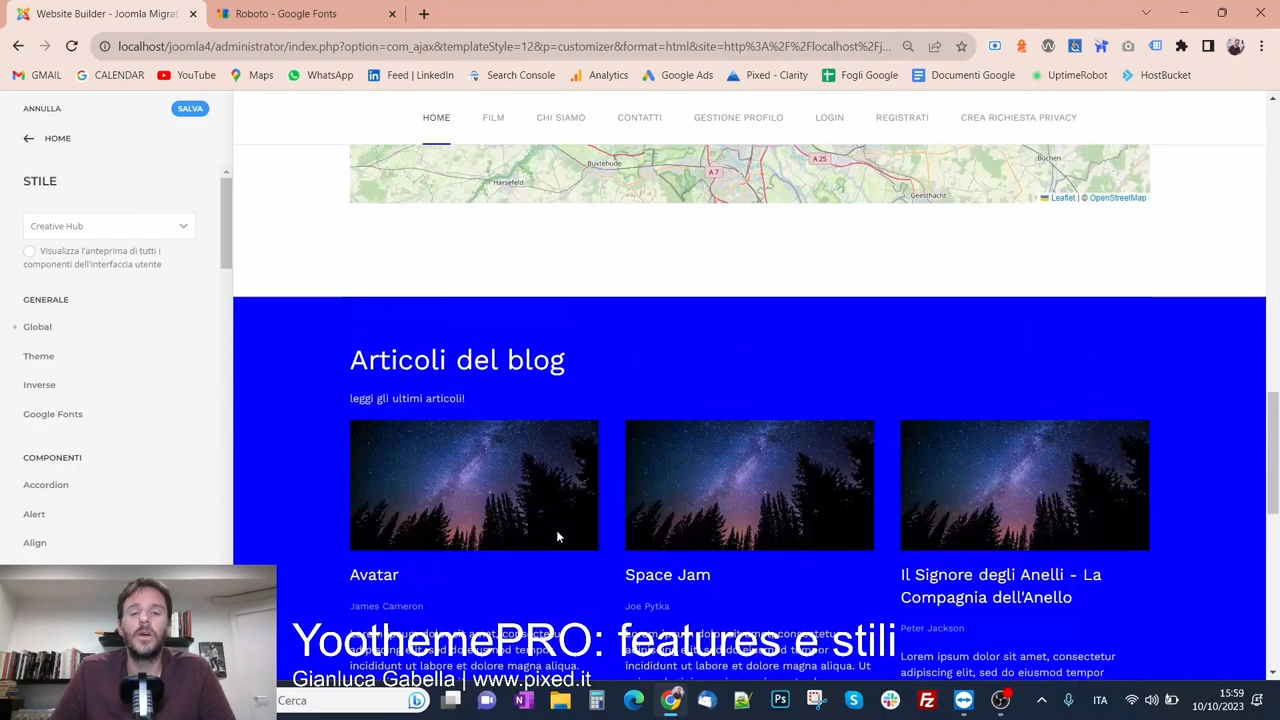 Website Builder - Joomla Migrat
Roboto - Google Fonts
localhost/joomla4/administrator/index.php?option=com_ajax&templateStyle=12&p=customizer&format=html&site=http%3A%2F%2Flocalhost%2Fj...
GMAIL
CALENDAR
YouTube
Maps
WhatsApp
Feed | LinkedIn
Search Console
Analytics
Google Ads
Pixed - Clarity
Fogli Google
Documenti Google
UptimeRobot
HostBucket
ANNULLA
SALVA
HOME
STILE
Creative Hub
Visualizza l'anteprima di tutti i
componenti dell'interfaccia utente
GENERALE
Global
Theme
Inverse
Google Fonts
COMPONENTI
Accordion
Alert
Align
HOME
FILM
CHI SIAMO
CONTATTI
GESTIONE PROFILO
LOGIN
REGISTRATI
CREA RICHIESTA PRIVACY
Buxtehude
A 25
Büchen
Harsefeld
A 7
Geesthacht
Leaflet | © OpenStreetMap
Articoli del blog
leggi gli ultimi articoli!
Avatar
James Cameron
Space Jam
Joe Pytka
Il Signore degli Anelli - La
Compagnia dell'Anello
Peter Jackson
incididunt ut labore et dolore magna aliqua.
incididunt ut labore et dolore magna aliqua. Ut
Lorem ipsum dolor sit amet, consectetur
adipiscing elit, sed do eiusmod tempor
YoothemePRO: features e stili
Gianluca Gabella | www.pixed.it
Cerca
ITA
10/10/2023